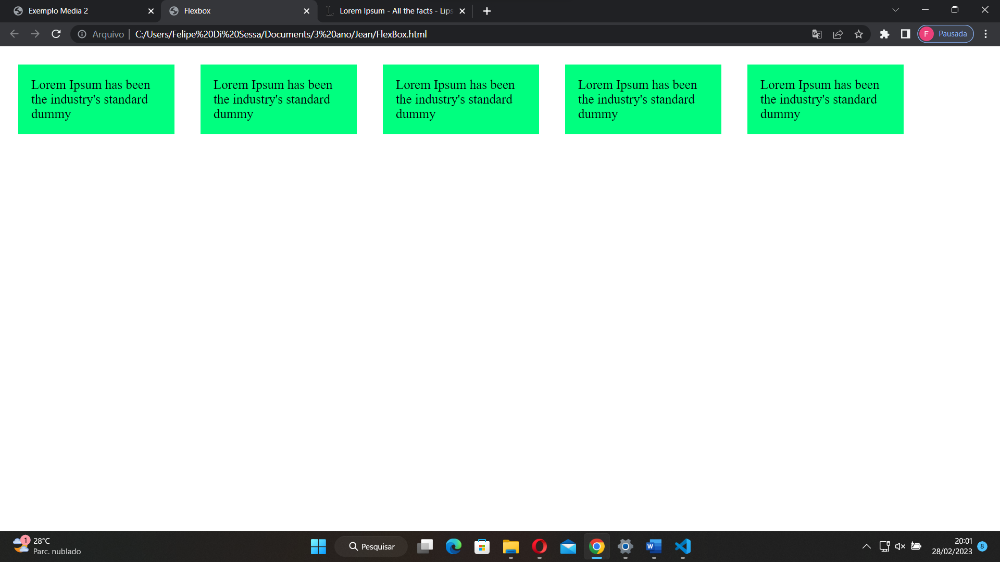 Exemplo Media 2
Flexbox
Lorem Ipsum - All the facts - Lips
Arquivo
C:/Users/Felipe%20Di%20Sessa/Documents/3%20ano/Jean/FlexBox.html
F
Pausada
Lorem Ipsum has been
the industry's standard
dummy
Lorem Ipsum has been
the industry's standard
dummy
Lorem Ipsum has been
the industry's standard
dummy
Lorem Ipsum has been
the industry's standard
dummy
Lorem Ipsum has been
the industry's standard
dummy
1
28°C
Parc. nublado
Pesquisar
W
20:01
28/02/2023
8